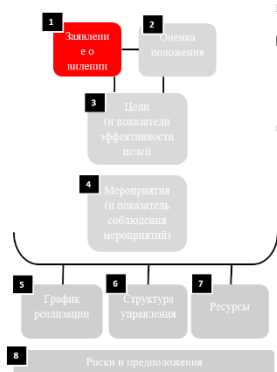 1
Заявлени
е о
видении
2
Оценка
положения
3
Цели
(и показатели
эффективности
целей
4
Мероприятия
(и показатель
соблюдения
мероприятий)
5
График
реализации
6
Структура
управления
7
Ресурсы
8
Риски и предположения